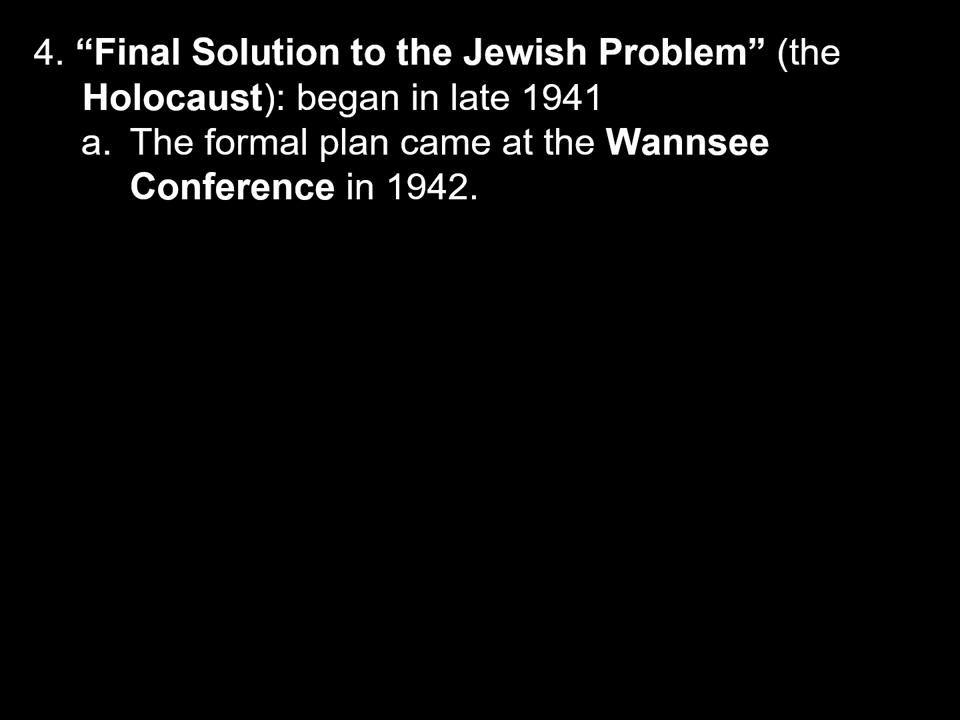 4. “Final Solution to the Jewish Problem” (the
Holocaust): began in late 1941
a. The formal plan came at the Wannsee
Conference in 1942.